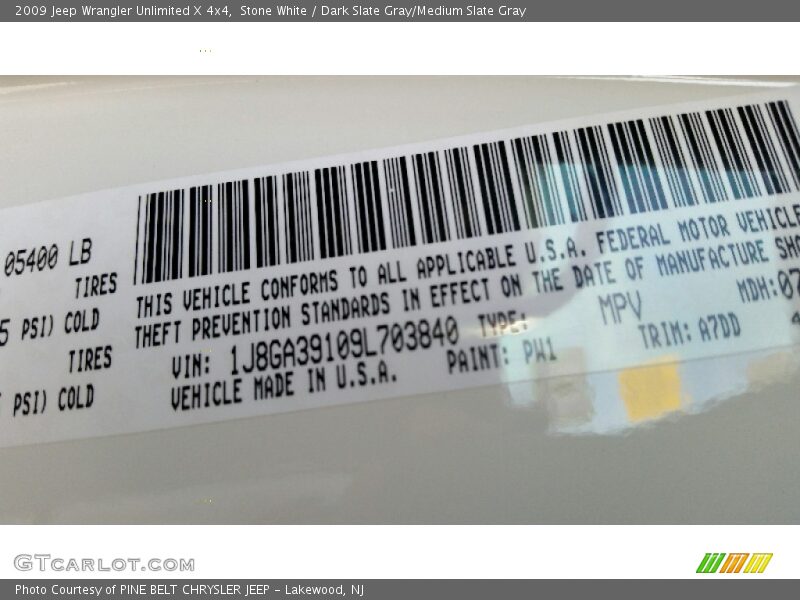 2009 Jeep Wrangler Unlimited X 4x4, Stone White / Dark Slate Gray/Medium Slate Gray
05400 LB
TIRES
5 PSI) COLD
TIRES
PSI) COLD
THIS VEHICLE CONFORMS TO ALL APPLICABLE U.S.A. FEDERAL MOTOR VEHICLE
THEFT PREVENTION STANDARDS IN EFFECT ON THE DATE OF MANUFACTURE SHO
VIN: 1J8GA39109L703840 TYPE: MPV MDH:07
VEHICLE MADE IN U.S.A. PAINT: PW1 TRIM: A7DD 4
GTCARLOT.COM
Photo Courtesy of PINE BELT CHRYSLER JEEP - Lakewood, NJ